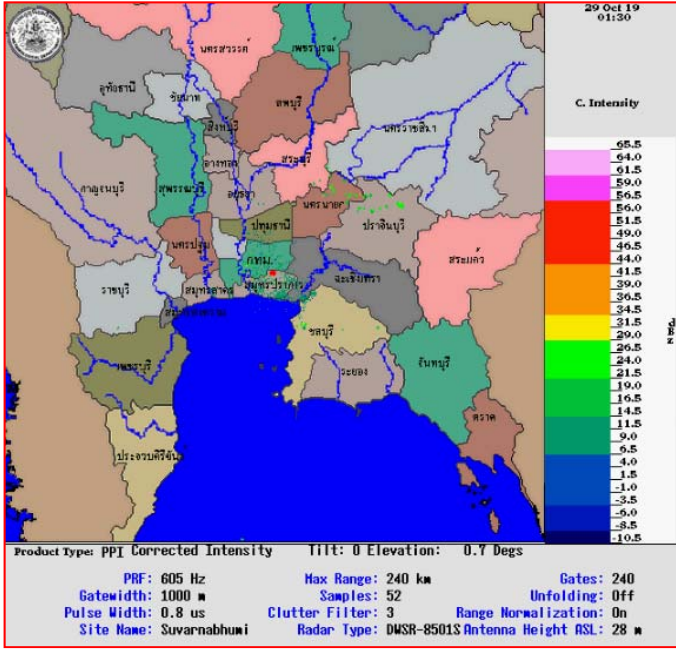 29 Oct 19
01:30
C. Intensity
นครสวรรค์
เพชรบูรณ์
อุทัยธานี
ชัยนาท
ลพบุรี
นครราชสีมา
สิงห์บุรี
อ่างทอง
สระบุรี
กาญจนบุรี
สุพรรณบุรี
อยุธยา
นครนายก
ปราจีนบุรี
ปทุมธานี
นครปฐม
กทม.
สระแก้ว
ราชบุรี
สมุทรสาคร
สมุทรปราการ
ฉะเชิงเทรา
สมุทรสงคราม
ชลบุรี
เพชรบุรี
ระยอง
จันทบุรี
ตราด
ประจวบคีรีขันธ์
65.5
64.0
61.5
59.0
56.5
56.0
51.5
49.0
46.5
44.0
41.5
39.0
36.5
34.5
31.5
29.0
26.5
24.0
21.5
19.0
16.5
14.5
11.5
9.0
6.5
4.0
1.5
-1.0
-3.5
-6.0
-8.5
-10.5
Product Type: PPI Corrected Intensity Tilt: 0 Elevation: 0.7 Degs
PRF: 605 Hz Max Range: 240 km Gates: 240
Gatewidth: 1000 m Samples: 52 Unfolding: Off
Pulse Width: 0.8 us Clutter Filter: 3 Range Normalization: On
Site Name: Suvarnabhumi Radar Type: DWSR-8501S Antenna Height ASL: 28 m